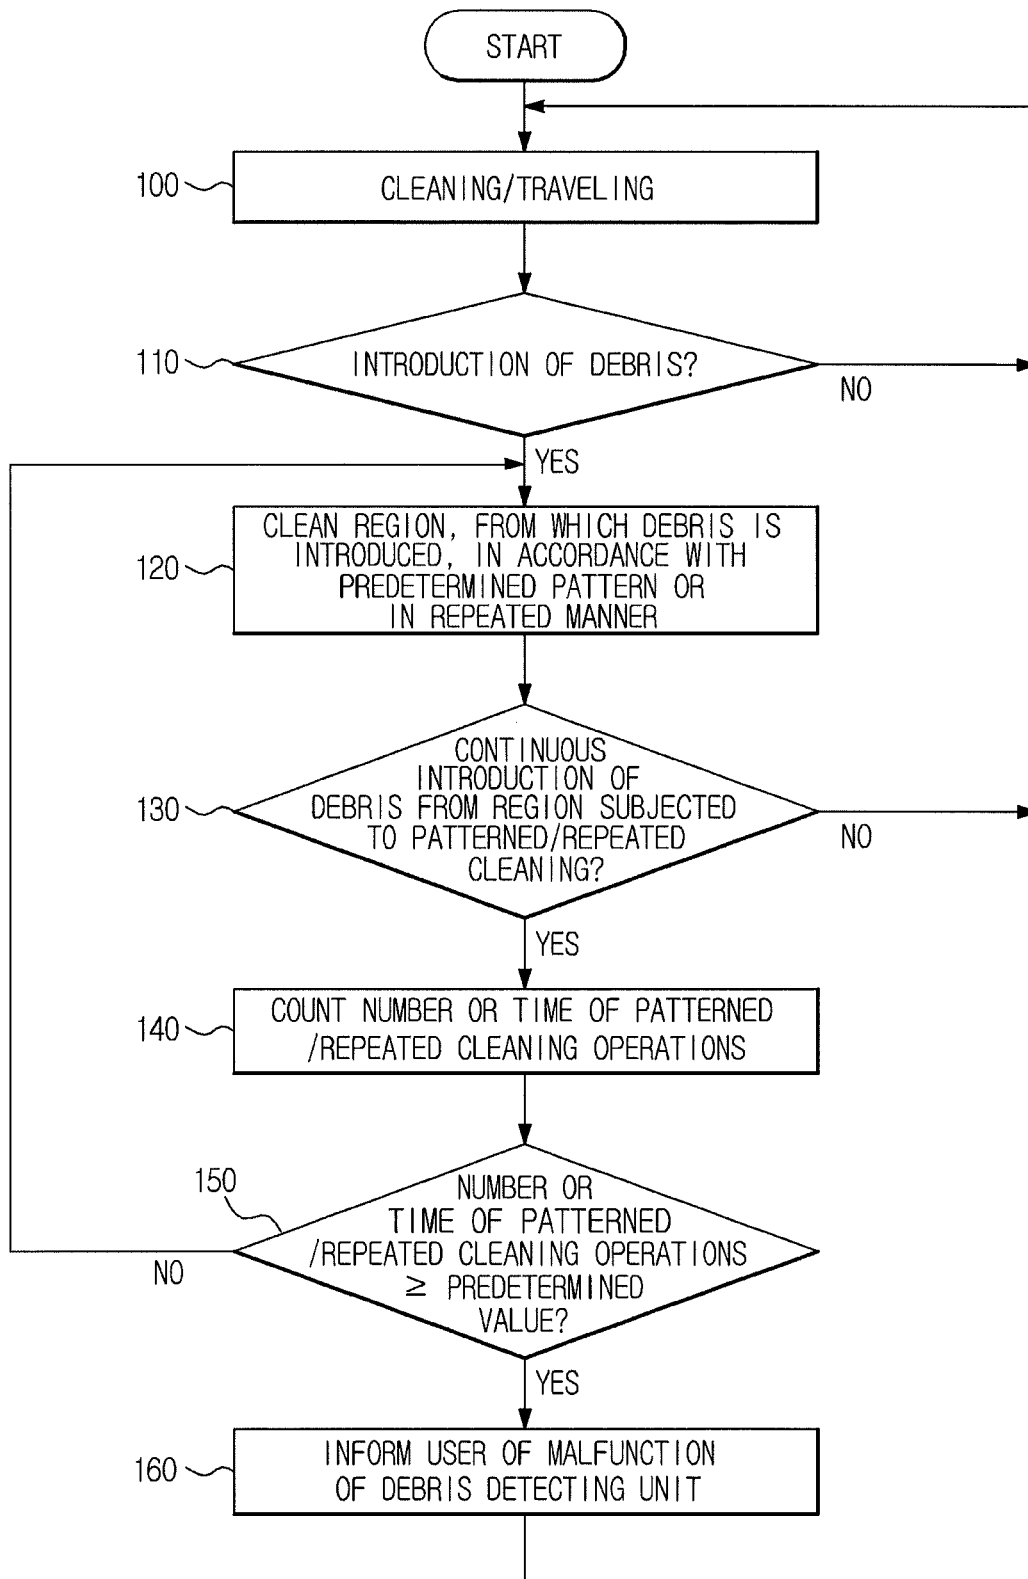 START
100
CLEANING/TRAVELING
110
INTRODUCTION OF DEBRIS?
NO
YES
120
CLEAN REGION, FROM WHICH DEBRIS IS
INTRODUCED, IN ACCORDANCE WITH
PREDETERMINED PATTERN OR
IN REPEATED MANNER
130
CONTINUOUS
INTRODUCTION OF
DEBRIS FROM REGION SUBJECTED
TO PATTERNED/REPEATED
CLEANING?
NO
YES
140
COUNT NUMBER OR TIME OF PATTERNED
/REPEATED CLEANING OPERATIONS
150
NUMBER OR
TIME OF PATTERNED
/REPEATED CLEANING OPERATIONS
≥ PREDETERMINED
VALUE?
NO
YES
160
INFORM USER OF MALFUNCTION
OF DEBRIS DETECTING UNIT